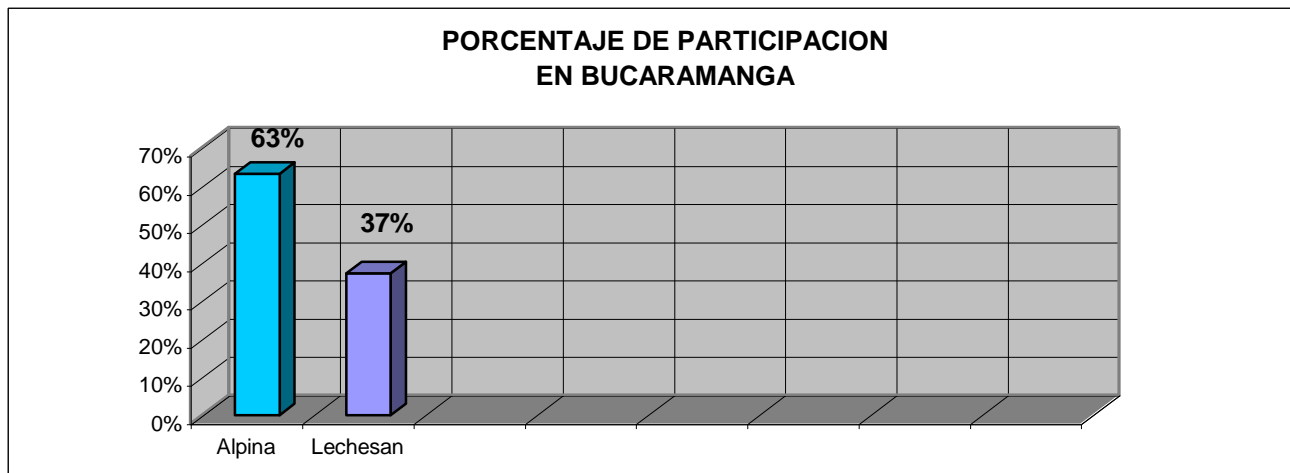 PORCENTAJE DE PARTICIPACION
EN BUCARAMANGA
63%
37%
70%
60%
50%
40%
30%
20%
10%
0%
Alpina
Lechesan